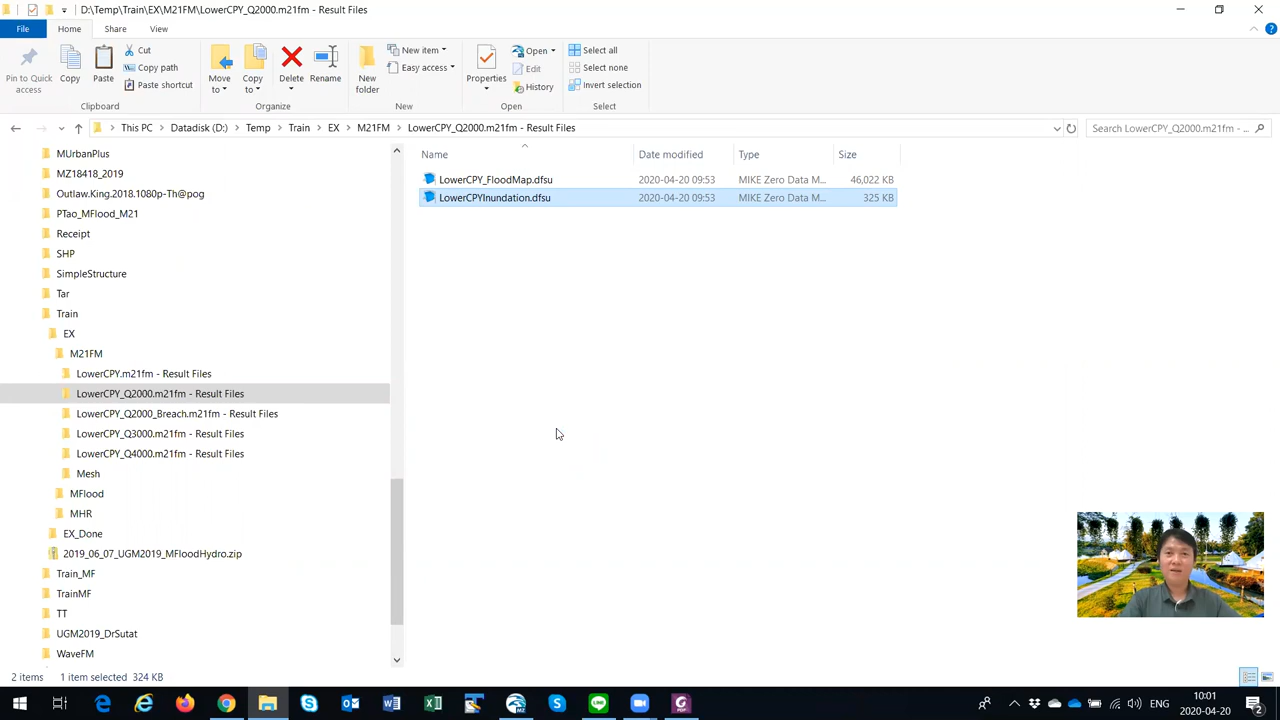 D:\Temp\Train\EX\M21FM\LowerCPY_Q2000.m21fm - Result Files
File
Home
Share
View
Pin to Quick access
Copy
Paste
Cut
Copy path
Paste shortcut
Clipboard
Move to
Copy to
Delete
Rename
Organize
New folder
New item
Easy access
New
Properties
Open
Edit
History
Open
Select all
Select none
Invert selection
Select
This PC
Datadisk (D:)
Temp
Train
EX
M21FM
LowerCPY_Q2000.m21fm - Result Files
Search LowerCPY_Q2000.m21fm - ...
Name
Date modified
Type
Size
LowerCPY_FloodMap.dfsu 2020-04-20 09:53 MIKE Zero Data M... 46,022 KB
LowerCPYInundation.dfsu 2020-04-20 09:53 MIKE Zero Data M... 325 KB
MUrbanPlus
MZ18418_2019
Outlaw.King.2018.1080p-Th@pog
PTao_MFlood_M21
Receipt
SHP
SimpleStructure
Tar
Train
EX
M21FM
LowerCPY.m21fm - Result Files
LowerCPY_Q2000.m21fm - Result Files
LowerCPY_Q2000_Breach.m21fm - Result Files
LowerCPY_Q3000.m21fm - Result Files
LowerCPY_Q4000.m21fm - Result Files
Mesh
MFlood
MHR
EX_Done
2019_06_07_UGM2019_MFloodHydro.zip
Train_MF
TrainMF
TT
UGM2019_DrSutat
WaveFM
2 items
1 item selected 324 KB
ENG
10:01
2020-04-20
2